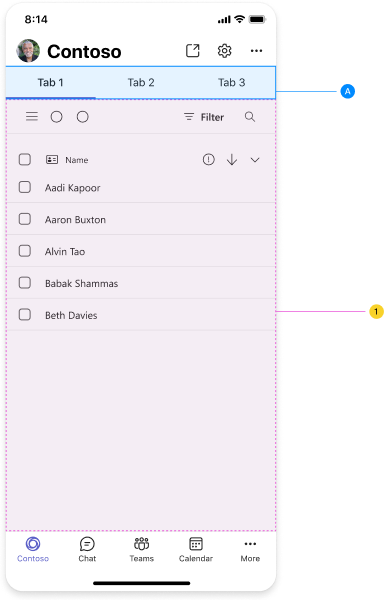 8:14
Contoso
Tab 1 Tab 2 Tab 3
A
Filter
Name
Aadi Kapoor
Aaron Buxton
Alvin Tao
Babak Shammas
1
Beth Davies
Contoso Chat Teams Calendar More